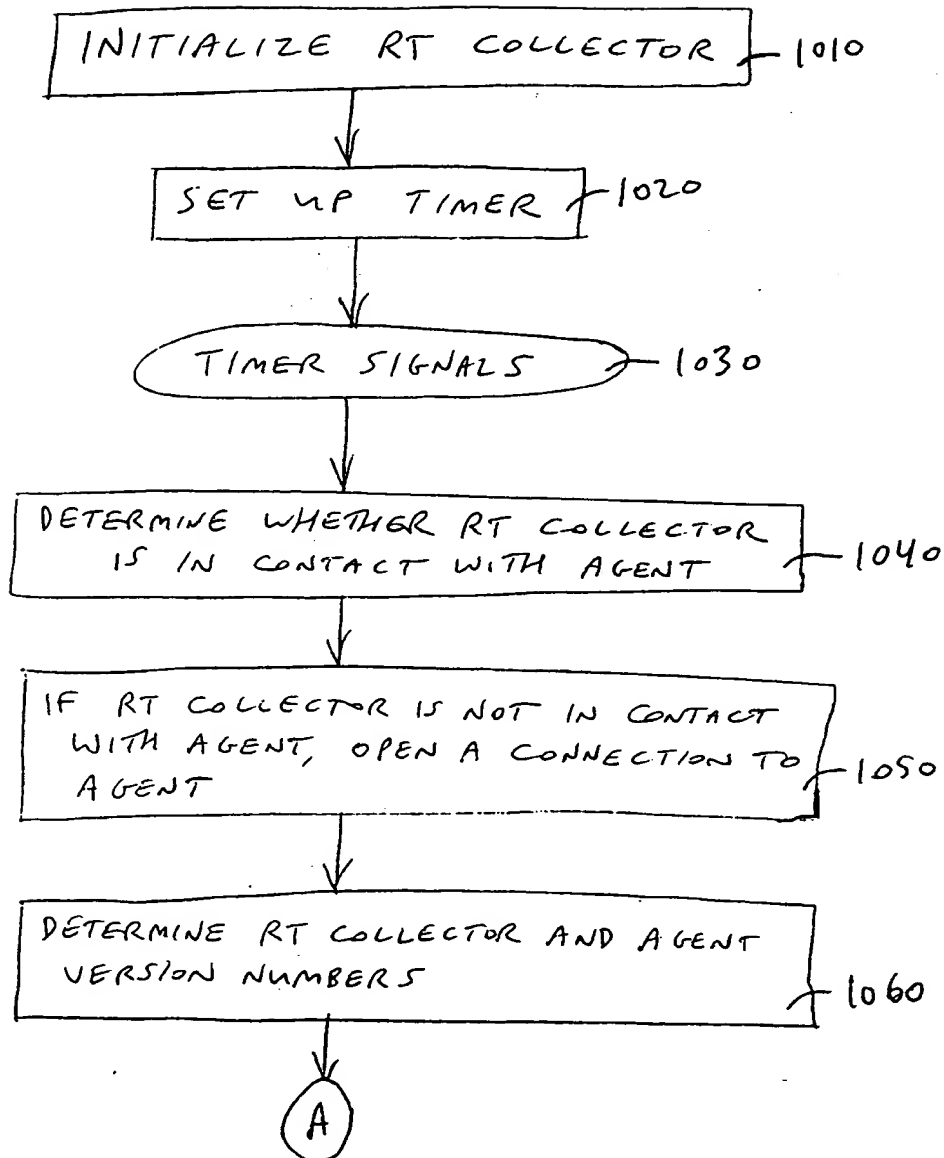 INITIALIZE RT COLLECTOR 1010
SET UP TIMER 1020
TIMER SIGNALS 1030
DETERMINE WHETHER RT COLLECTOR
IS IN CONTACT WITH AGENT 1040
IF RT COLLECTOR IS NOT IN CONTACT
WITH AGENT, OPEN A CONNECTION TO
AGENT 1050
DETERMINE RT COLLECTOR AND AGENT
VERSION NUMBERS 1060
A